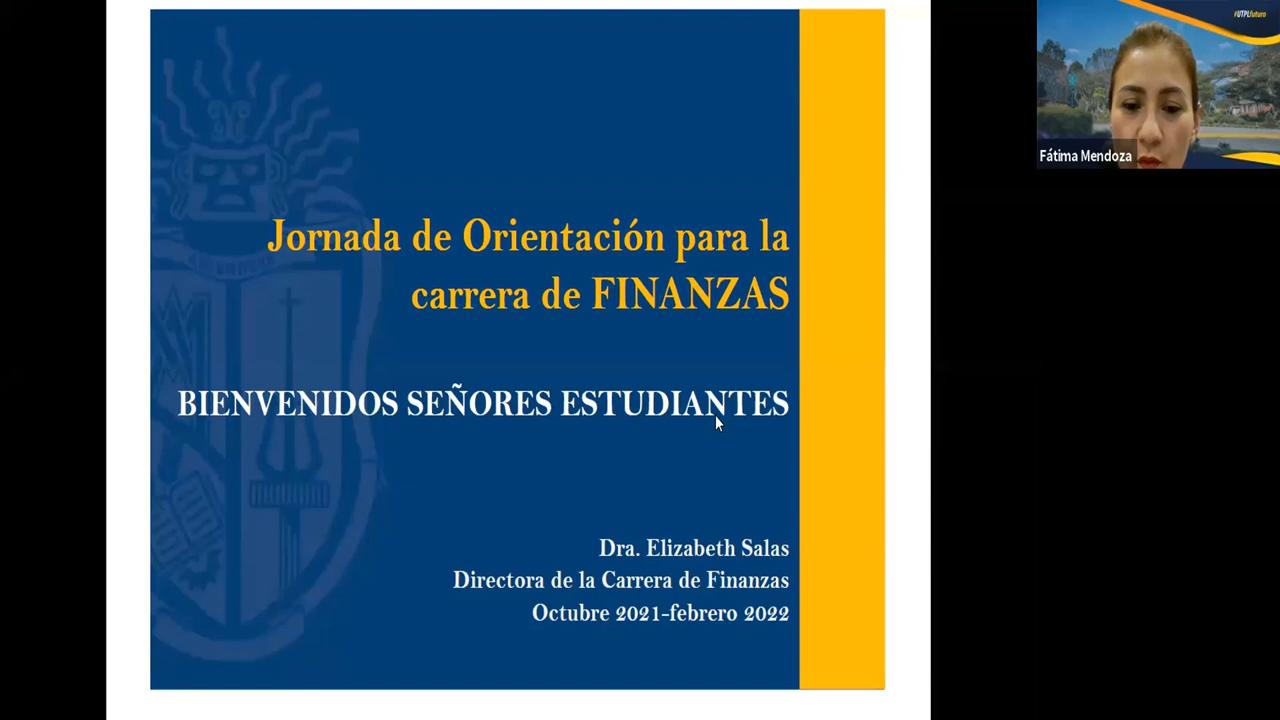 Jornada de Orientación para la
carrera de FINANZAS
BIENVENIDOS SEÑORES ESTUDIANTES
Dra. Elizabeth Salas
Directora de la Carrera de Finanzas
Octubre 2021-febrero 2022
#UTPLfuturo
Fátima Mendoza